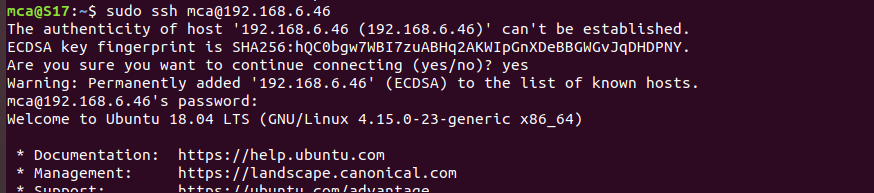 mca@S17:~$ sudo ssh mca@192.168.6.46
The authenticity of host '192.168.6.46 (192.168.6.46)' can't be established.
ECDSA key fingerprint is SHA256:hQC0bgw7WBI7zuABHq2AKWIpGnXDeBBGWGvJqDHDPNY.
Are you sure you want to continue connecting (yes/no)? yes
Warning: Permanently added '192.168.6.46' (ECDSA) to the list of known hosts.
mca@192.168.6.46's password:
Welcome to Ubuntu 18.04 LTS (GNU/Linux 4.15.0-23-generic x86_64)
* Documentation: https://help.ubuntu.com
* Management: https://landscape.canonical.com
* Support: https://ubuntu.com/advantage